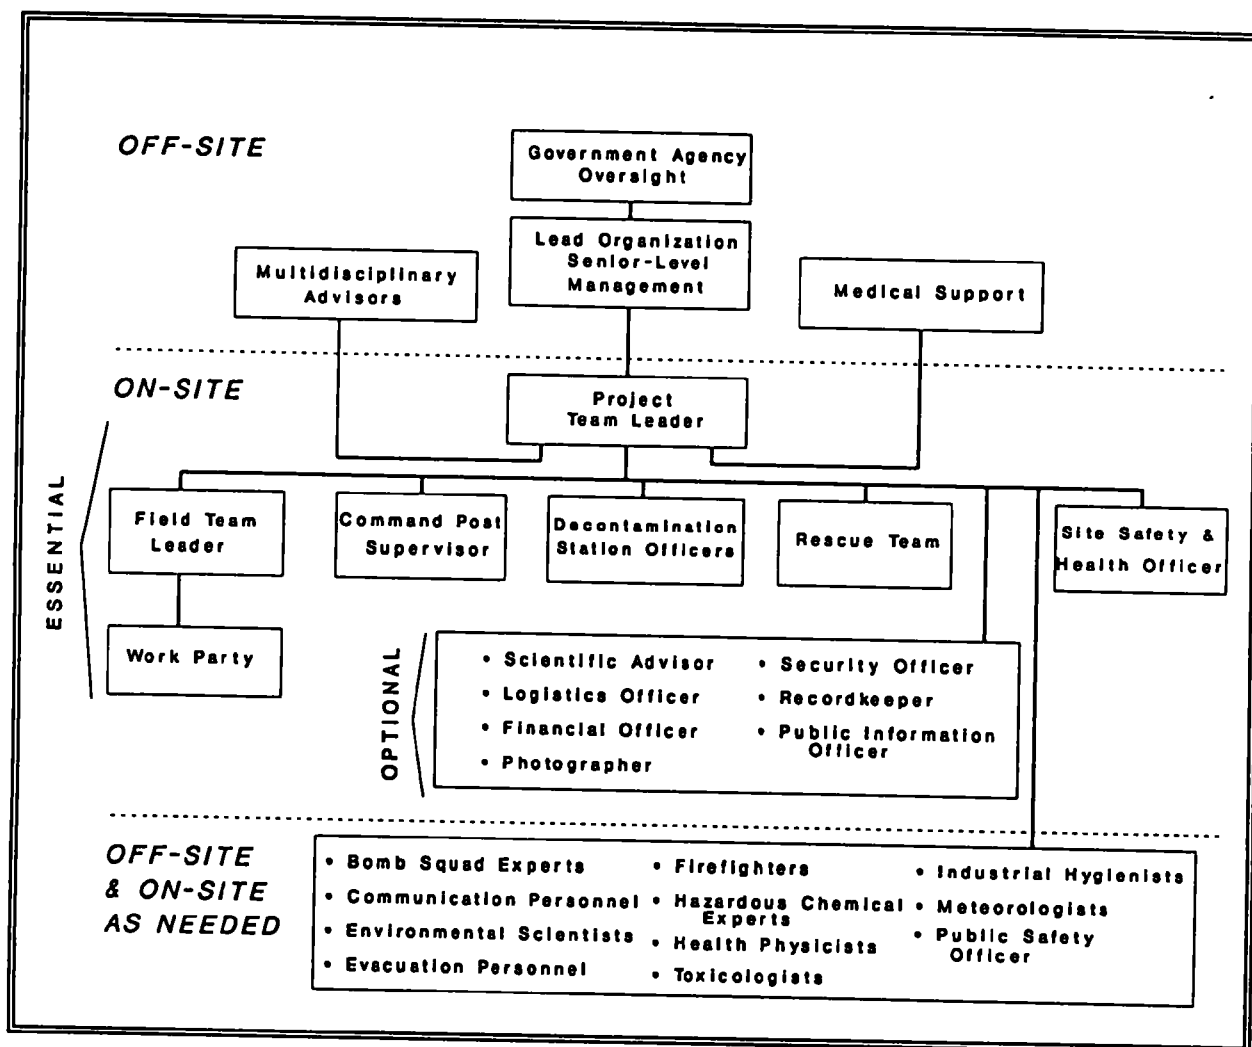 OFF-SITE
Government Agency
Oversight
Lead Organization
Senior-Level
Management
Multidisciplinary
Advisors
Medical Support
ON-SITE
Project
Team Leader
ESSENTIAL
Field Team
Leader
Command Post
Supervisor
Decontamination
Station Officers
Rescue Team
Site Safety &
Health Officer
Work Party
OPTIONAL
• Scientific Advisor
• Logistics Officer
• Financial Officer
• Photographer
• Security Officer
• Recordkeeper
• Public Information
Officer
OFF-SITE
& ON-SITE
AS NEEDED
• Bomb Squad Experts
• Communication Personnel
• Environmental Scientists
• Evacuation Personnel
• Firefighters
• Hazardous Chemical
Experts
• Health Physicists
• Toxicologists
• Industrial Hygienists
• Meteorologists
• Public Safety
Officer